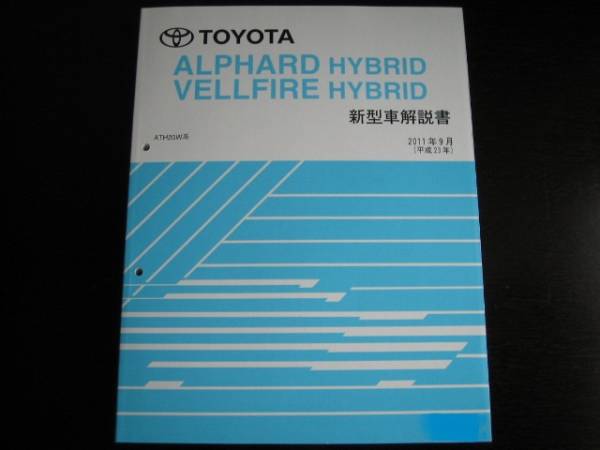 TOYOTA
ALPHARD HYBRID
VELLFIRE HYBRID
新型車解説書
ATH20W系
2011年9月
(平成23年)